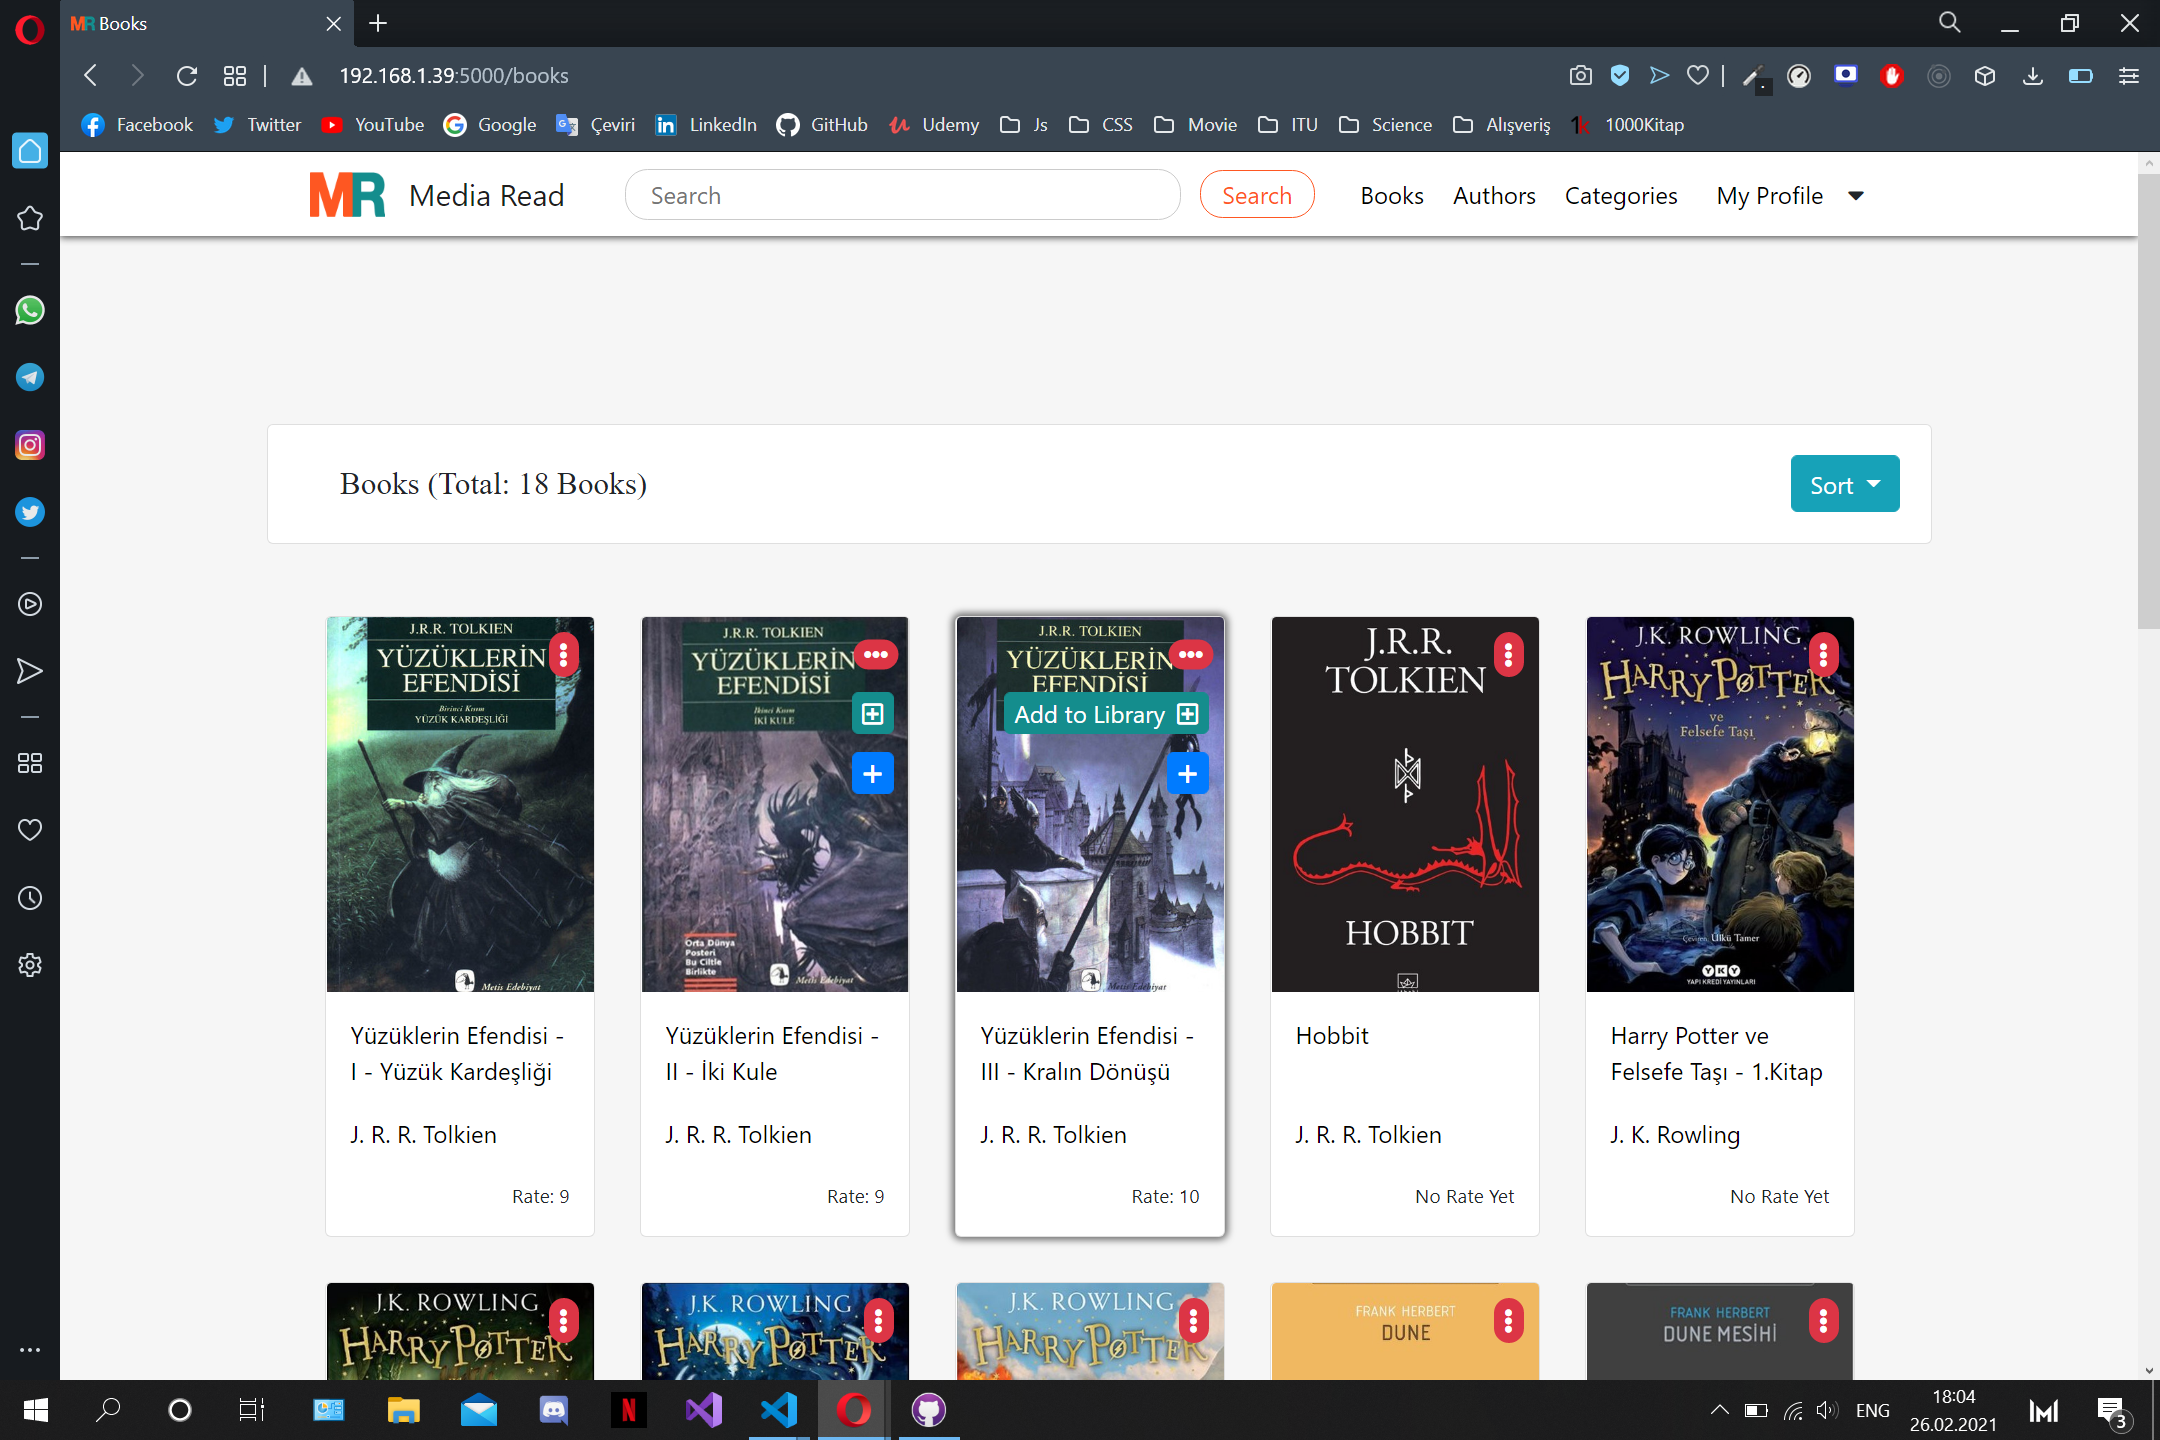 MR Books
192.168.1.39:5000/books
Facebook Twitter YouTube Google Çeviri LinkedIn GitHub Udemy Js CSS Movie ITU Science Alışveriş 1000Kitap
MR Media Read Search Search Books Authors Categories My Profile
Books (Total: 18 Books)
Sort
J.R.R. TOLKIEN
YÜZÜKLERİN
EFENDİSİ
Birinci Kısım
YÜZÜK KARDEŞLİĞİ
Metis Edebiyat
Yüzüklerin Efendisi -
I - Yüzük Kardeşliği
J. R. R. Tolkien
Rate: 9
J.R.R. TOLKIEN
YÜZÜKLERİN
EFENDİSİ
İkinci Kısım
İKİ KULE
Orta Dünya
Posteri
Bu Ciltle
Birlikte
Metis Edebiyat
Yüzüklerin Efendisi -
II - İki Kule
J. R. R. Tolkien
Rate: 9
J.R.R. TOLKIEN
YÜZÜKLERİN
EFENDİSİ
Add to Library
Metis Edebiyat
Yüzüklerin Efendisi -
III - Kralın Dönüşü
J. R. R. Tolkien
Rate: 10
J.R.R.
TOLKIEN
HOBBIT
Hobbit
J. R. R. Tolkien
No Rate Yet
J.K. ROWLING
HARRY POTTER
ve
Felsefe Taşı
Çeviren: Ülkü Tamer
YKY
YAPI KREDİ YAYINLARI
Harry Potter ve
Felsefe Taşı - 1.Kitap
J. K. Rowling
No Rate Yet
J.K. ROWLING
HARRY POTTER
J.K. ROWLING
HARRY POTTER
J.K. ROWLING
HARRY POTTER
FRANK HERBERT
DUNE
FRANK HERBERT
DUNE MESİHİ
ENG
18:04
26.02.2021
3